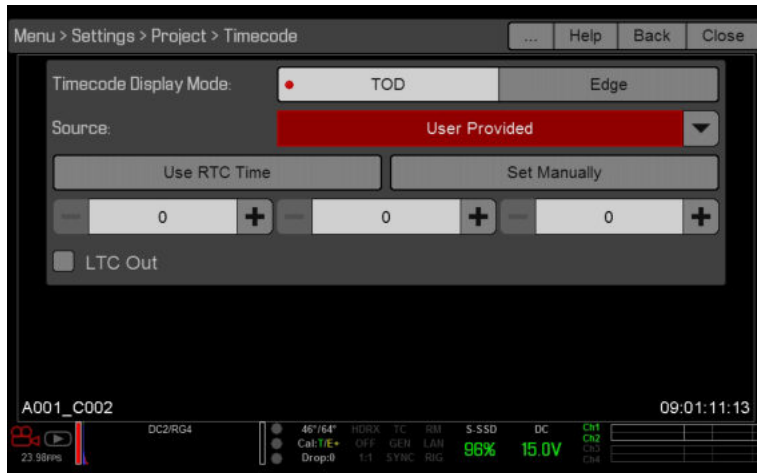 Menu > Settings > Project > Timecode ... Help Back Close
Timecode Display Mode: TOD Edge
Source: User Provided
Use RTC Time Set Manually
0 + 0 + 0 +
LTC Out
A001_C002 09:01:11:13
DC2/RG4 46°/64° HDRX TC RM S-SSD DC Ch1
Cal:T/E+ OFF GEN LAN 96% 15.0V Ch2
23.98FPS Drop:0 1:1 SYNC RIG Ch3
Ch4